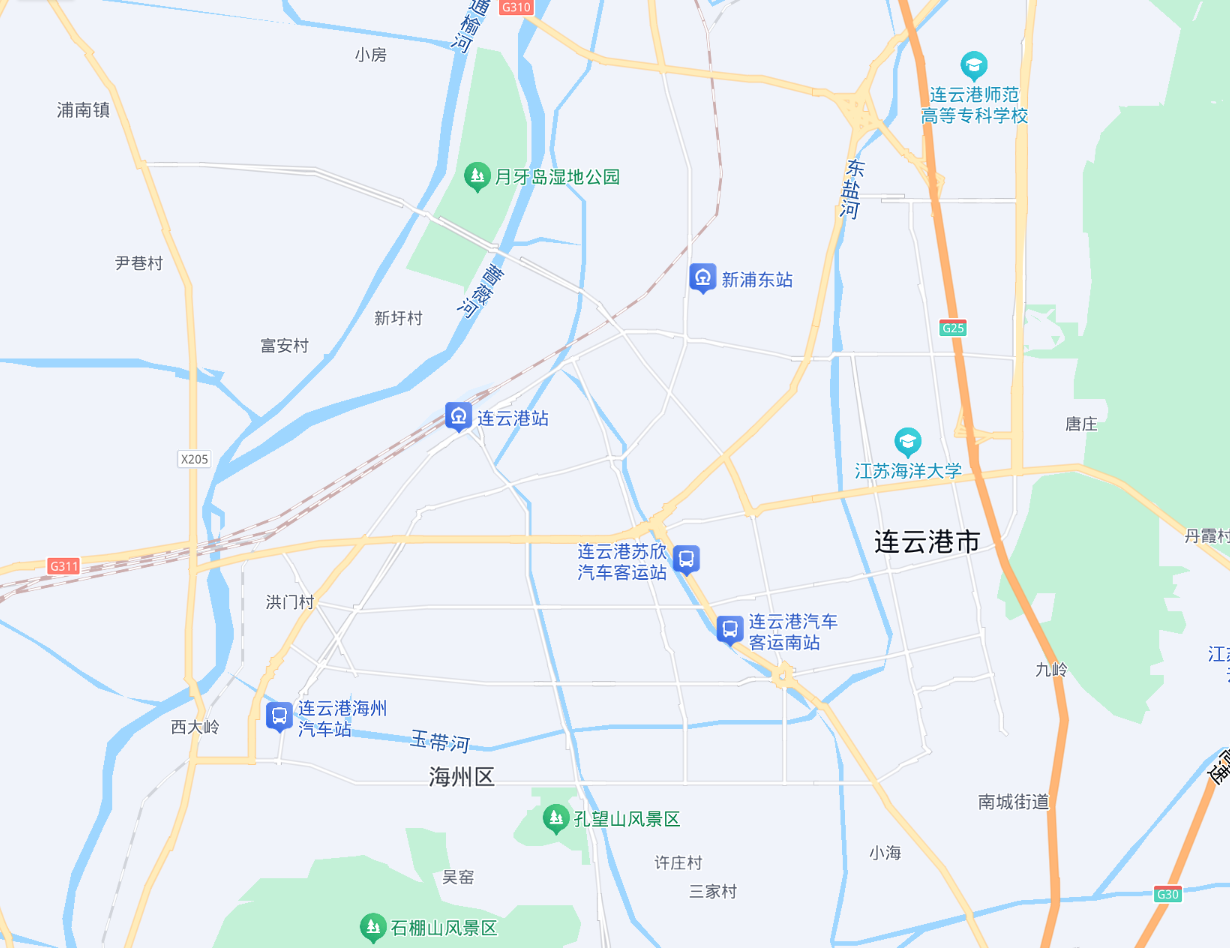 G310
通榆河
小房
连云港师范
高等专科学校
浦南镇
月牙岛湿地公园
东盐河
尹巷村
蔷薇河
新浦东站
新圩村
G25
富安村
连云港站
唐庄
X205
江苏海洋大学
连云港市
丹霞村
连云港苏欣
汽车客运站
G311
洪门村
连云港汽车
客运南站
江苏
九岭
连云港海州
汽车站
西大岭
玉带河
海州区
高速
南城街道
孔望山风景区
小海
许庄村
吴窑
三家村
G30
石棚山风景区